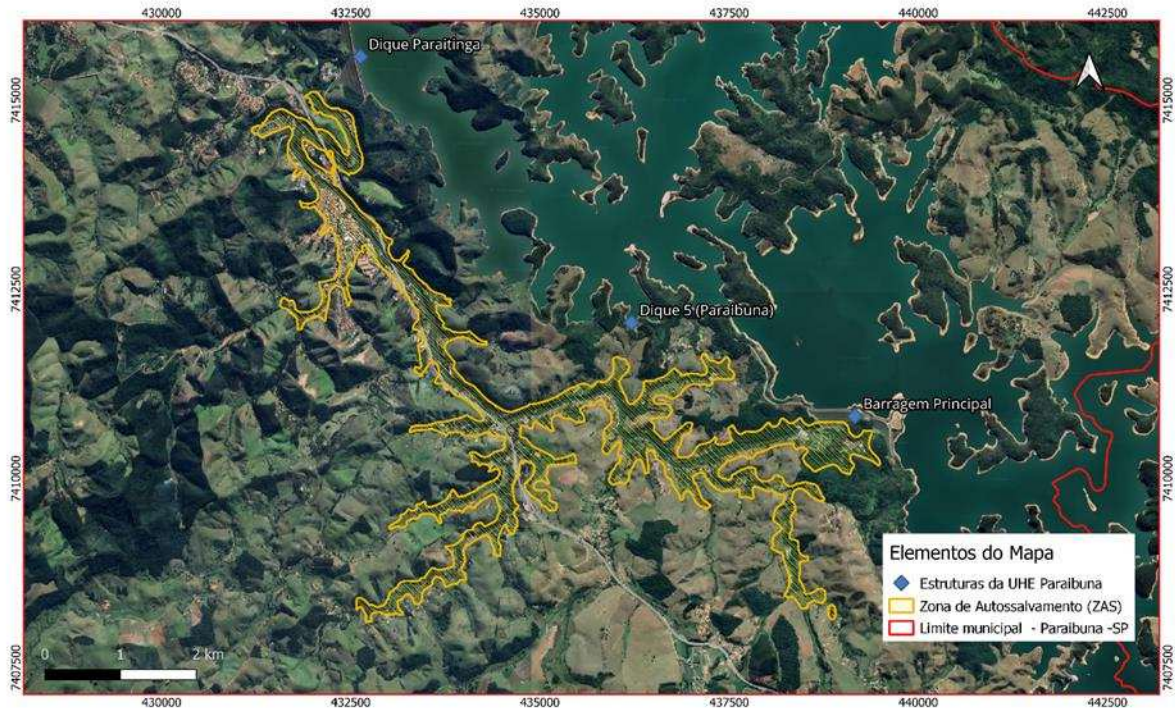 430000 432500 435000 437500 440000 442500
Dique Paraitinga
7415000 7415000
7412500 7412500
Dique 5 (Paraibuna)
Barragem Principal
7410000 7410000
Elementos do Mapa
Estruturas da UHE Paraibuna
Zona de Autossalvamento (ZAS)
Limite municipal - Paraibuna -SP
7407500 7407500
0 1 2 km
430000 432500 435000 437500 440000 442500